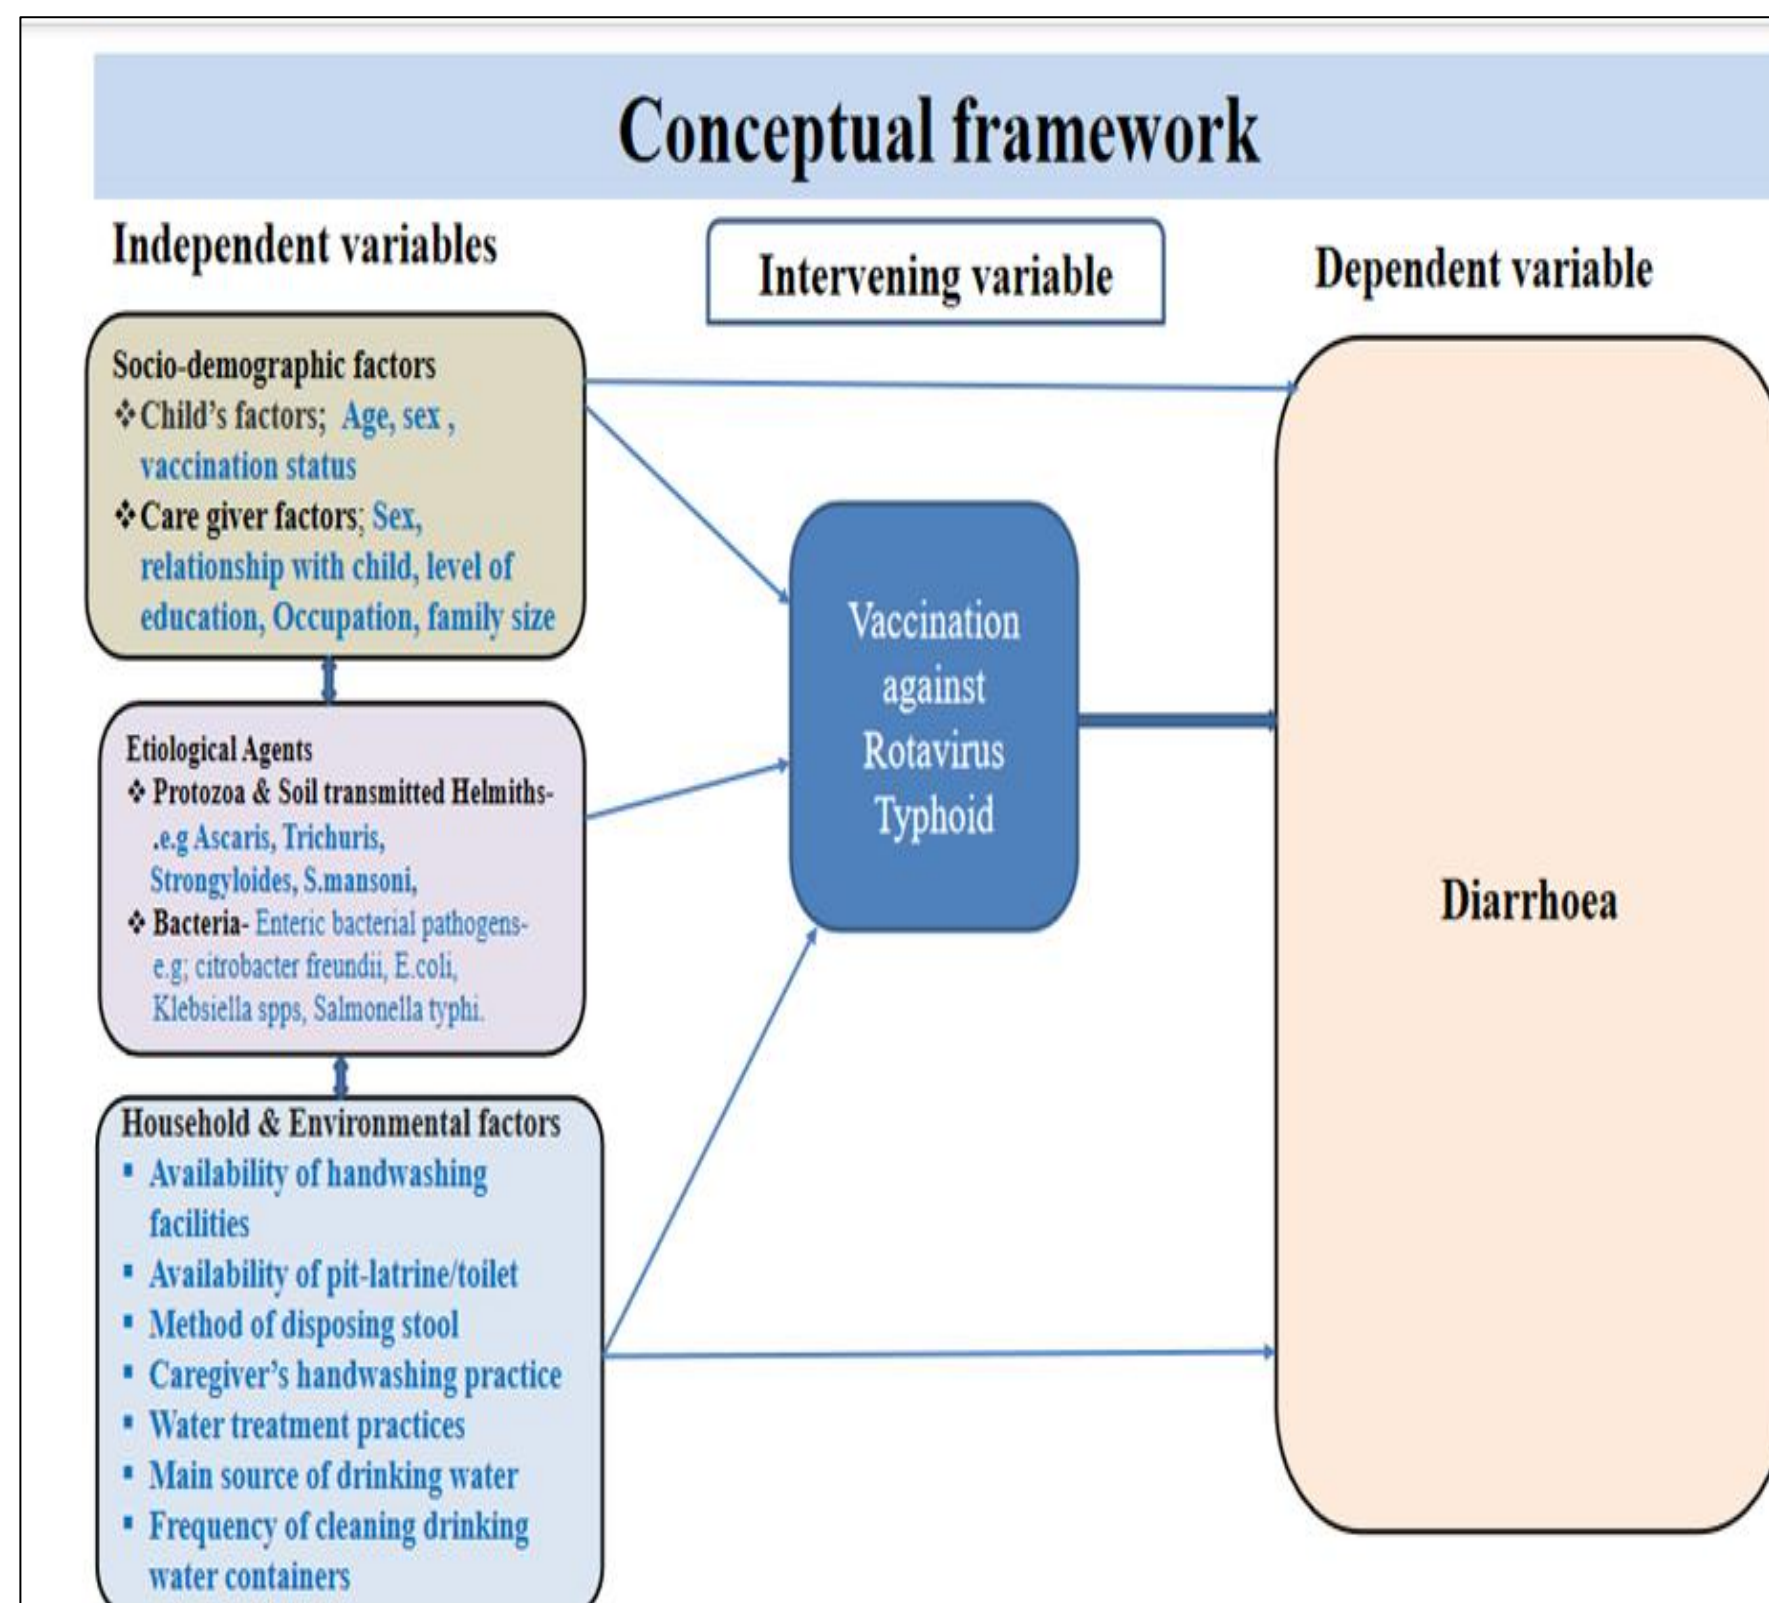 Conceptual framework
Independent variables
Intervening variable
Dependent variable
Socio-demographic factors
❖Child's factors; Age, sex ,
vaccination status
❖Care giver factors; Sex,
relationship with child, level of
education, Occupation, family size
Etiological Agents
❖ Protozoa & Soil transmitted Helmiths-
.e.g Ascaris, Trichuris,
Strongyloides, S.mansoni,
❖ Bacteria- Enteric bacterial pathogens-
e.g; citrobacter freundii, E.coli,
Klebsiella spps, Salmonella typhi.
Household & Environmental factors
▪ Availability of handwashing
facilities
▪ Availability of pit-latrine/toilet
▪ Method of disposing stool
▪ Caregiver's handwashing practice
▪ Water treatment practices
▪ Main source of drinking water
▪ Frequency of cleaning drinking
water containers
Vaccination
against
Rotavirus
Typhoid
Diarrhoea